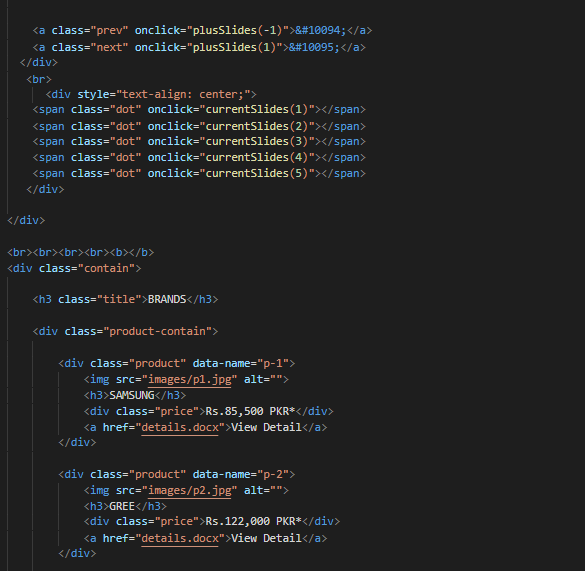 <a class="prev" onclick="plusSlides(-1)">&#10094;</a>
<a class="next" onclick="plusSlides(1)">&#10095;</a>
</div>
<br>
<div style="text-align: center;">
<span class="dot" onclick="currentSlides(1)"></span>
<span class="dot" onclick="currentSlides(2)"></span>
<span class="dot" onclick="currentSlides(3)"></span>
<span class="dot" onclick="currentSlides(4)"></span>
<span class="dot" onclick="currentSlides(5)"></span>
</div>
</div>
<br><br><br><br><b></b>
<div class="contain">
<h3 class="title">BRANDS</h3>
<div class="product-contain">
<div class="product" data-name="p-1">
<img src="images/p1.jpg" alt="">
<h3>SAMSUNG</h3>
<div class="price">Rs.85,500 PKR*</div>
<a href="details.docx">View Detail</a>
</div>
<div class="product" data-name="p-2">
<img src="images/p2.jpg" alt="">
<h3>GREE</h3>
<div class="price">Rs.122,000 PKR*</div>
<a href="details.docx">View Detail</a>
</div>